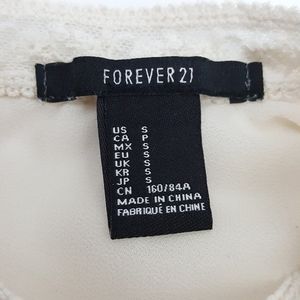 FOREVER 21
US S
CA P
MX S
EU S
UK S
KR S
JP S
CN 160/84A
MADE IN CHINA
FABRIQUÉ EN CHINE